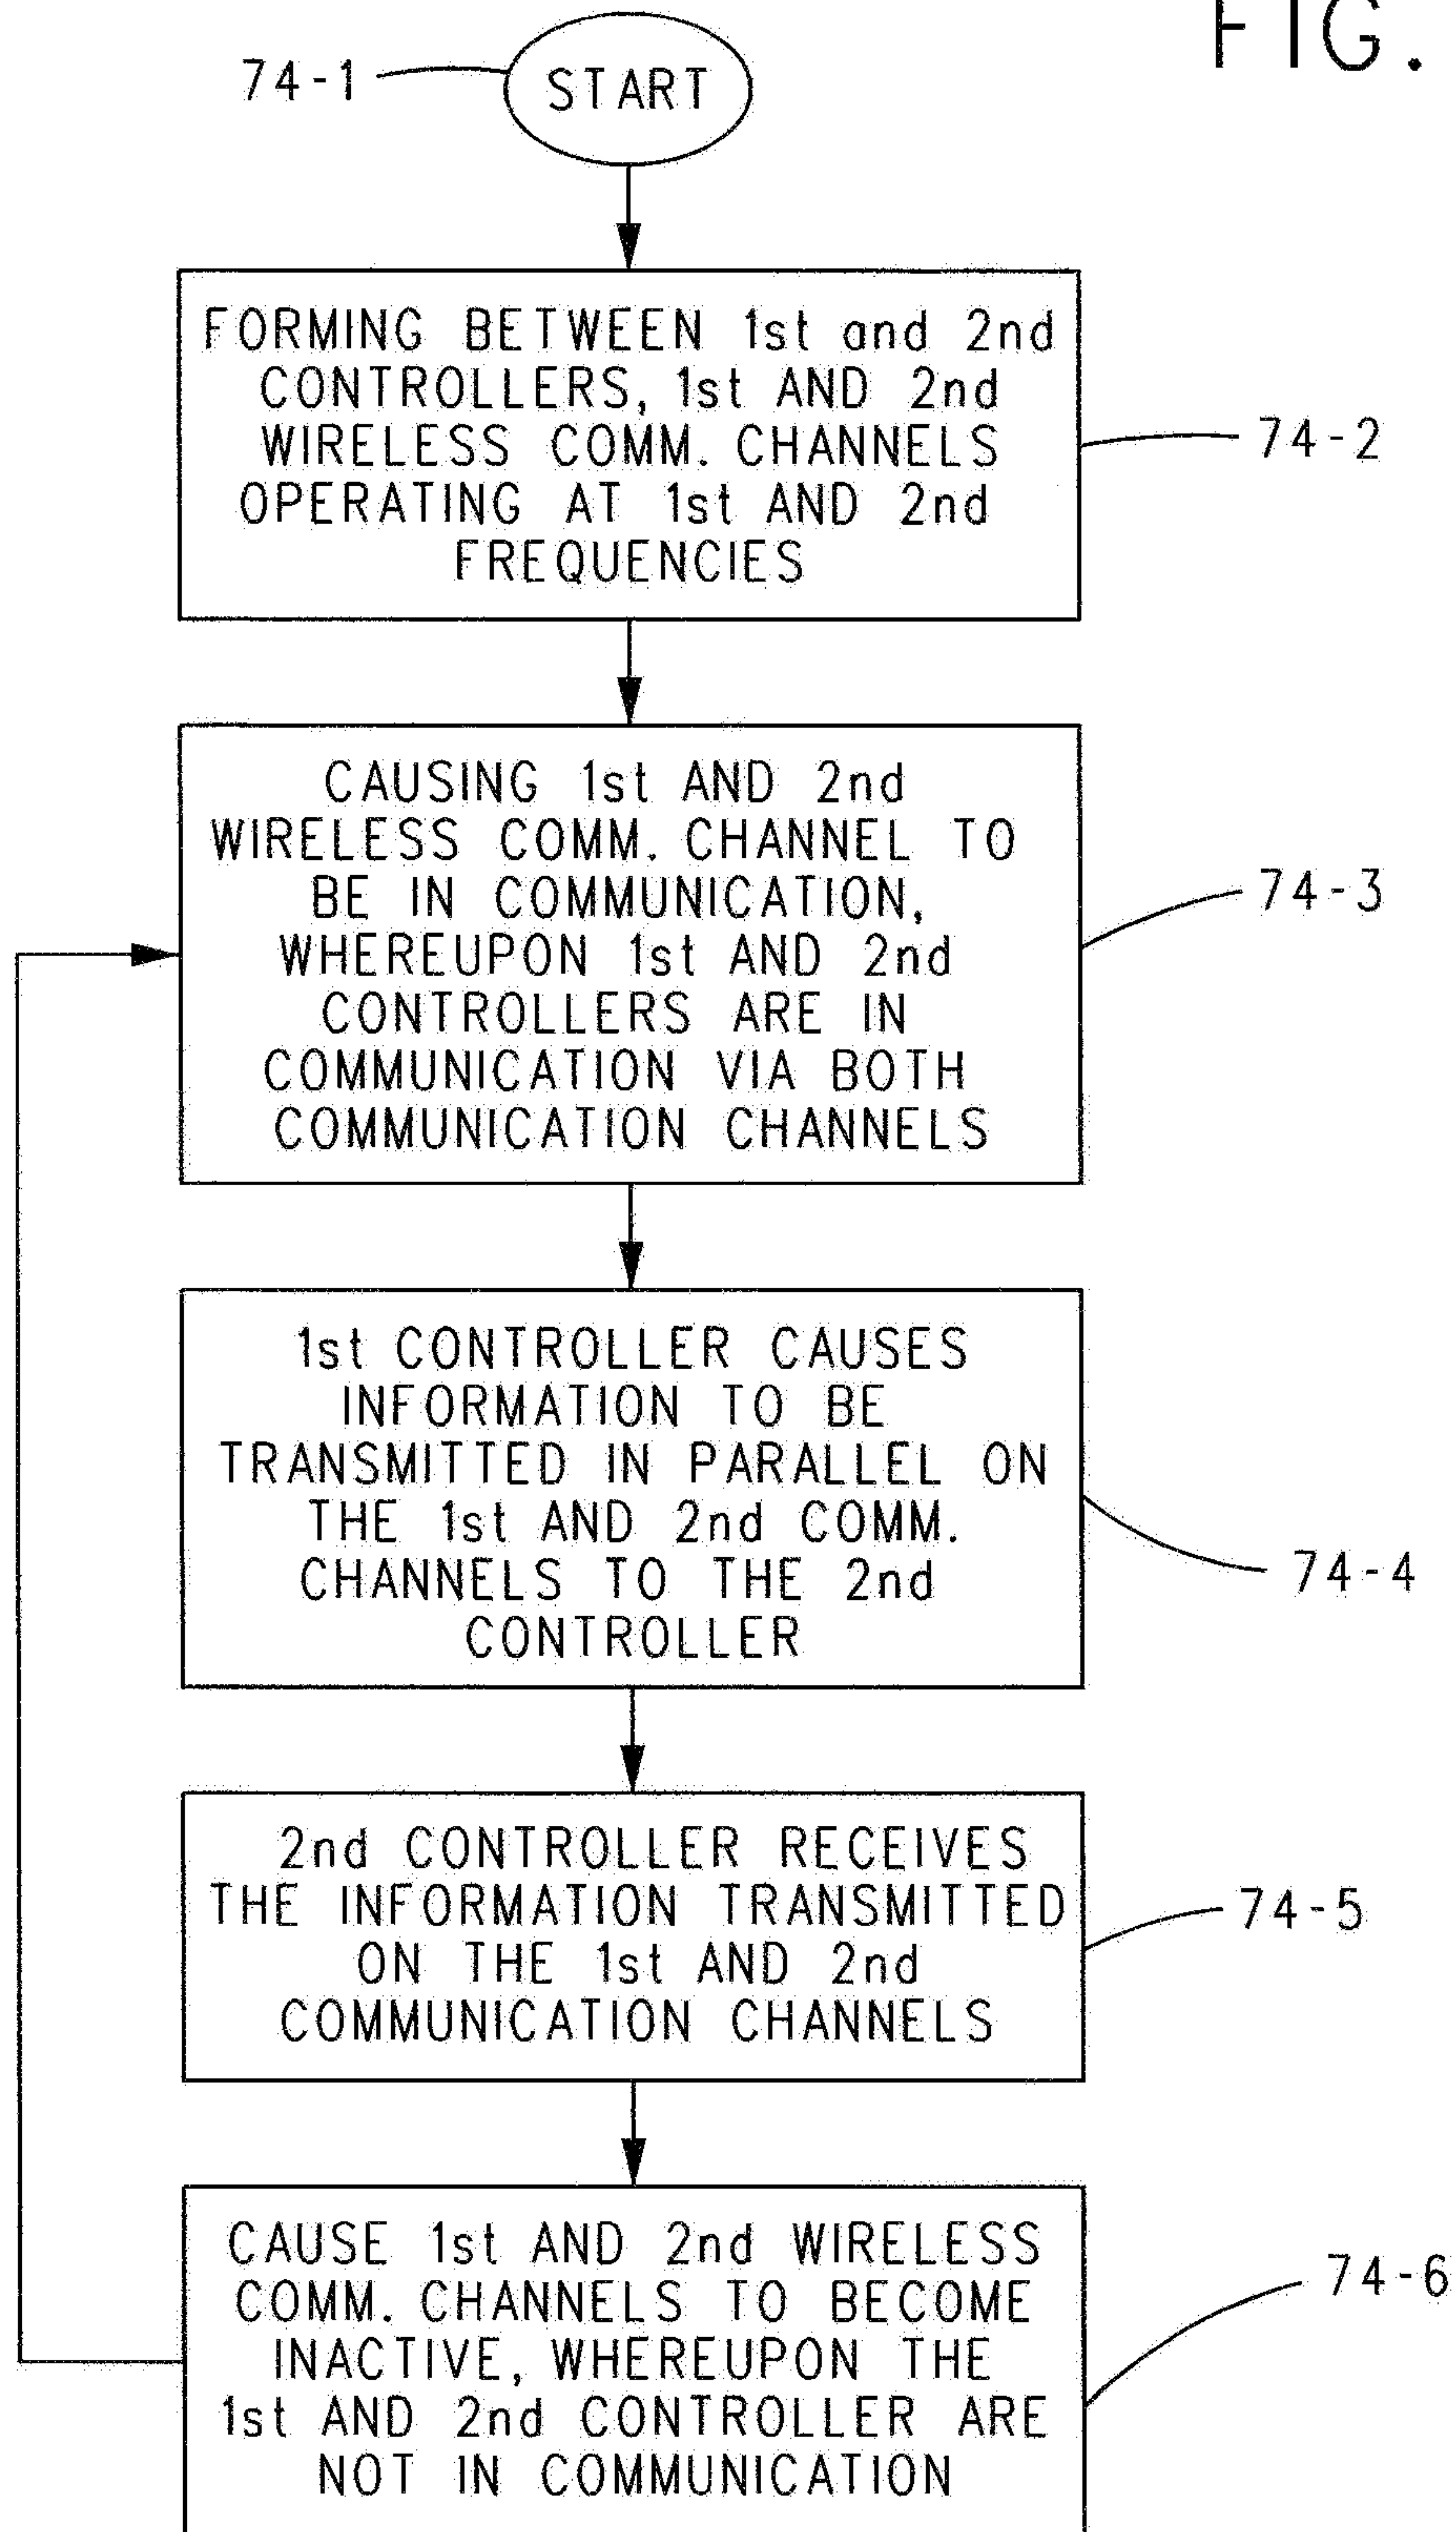 FIG.
74-1
START
FORMING BETWEEN 1st and 2nd
CONTROLLERS, 1st AND 2nd
WIRELESS COMM. CHANNELS
OPERATING AT 1st AND 2nd
FREQUENCIES
74-2
CAUSING 1st AND 2nd
WIRELESS COMM. CHANNEL TO
BE IN COMMUNICATION,
WHEREUPON 1st AND 2nd
CONTROLLERS ARE IN
COMMUNICATION VIA BOTH
COMMUNICATION CHANNELS
74-3
1st CONTROLLER CAUSES
INFORMATION TO BE
TRANSMITTED IN PARALLEL ON
THE 1st AND 2nd COMM.
CHANNELS TO THE 2nd
CONTROLLER
74-4
2nd CONTROLLER RECEIVES
THE INFORMATION TRANSMITTED
ON THE 1st AND 2nd
COMMUNICATION CHANNELS
74-5
CAUSE 1st AND 2nd WIRELESS
COMM. CHANNELS TO BECOME
INACTIVE, WHEREUPON THE
1st AND 2nd CONTROLLER ARE
NOT IN COMMUNICATION
74-6